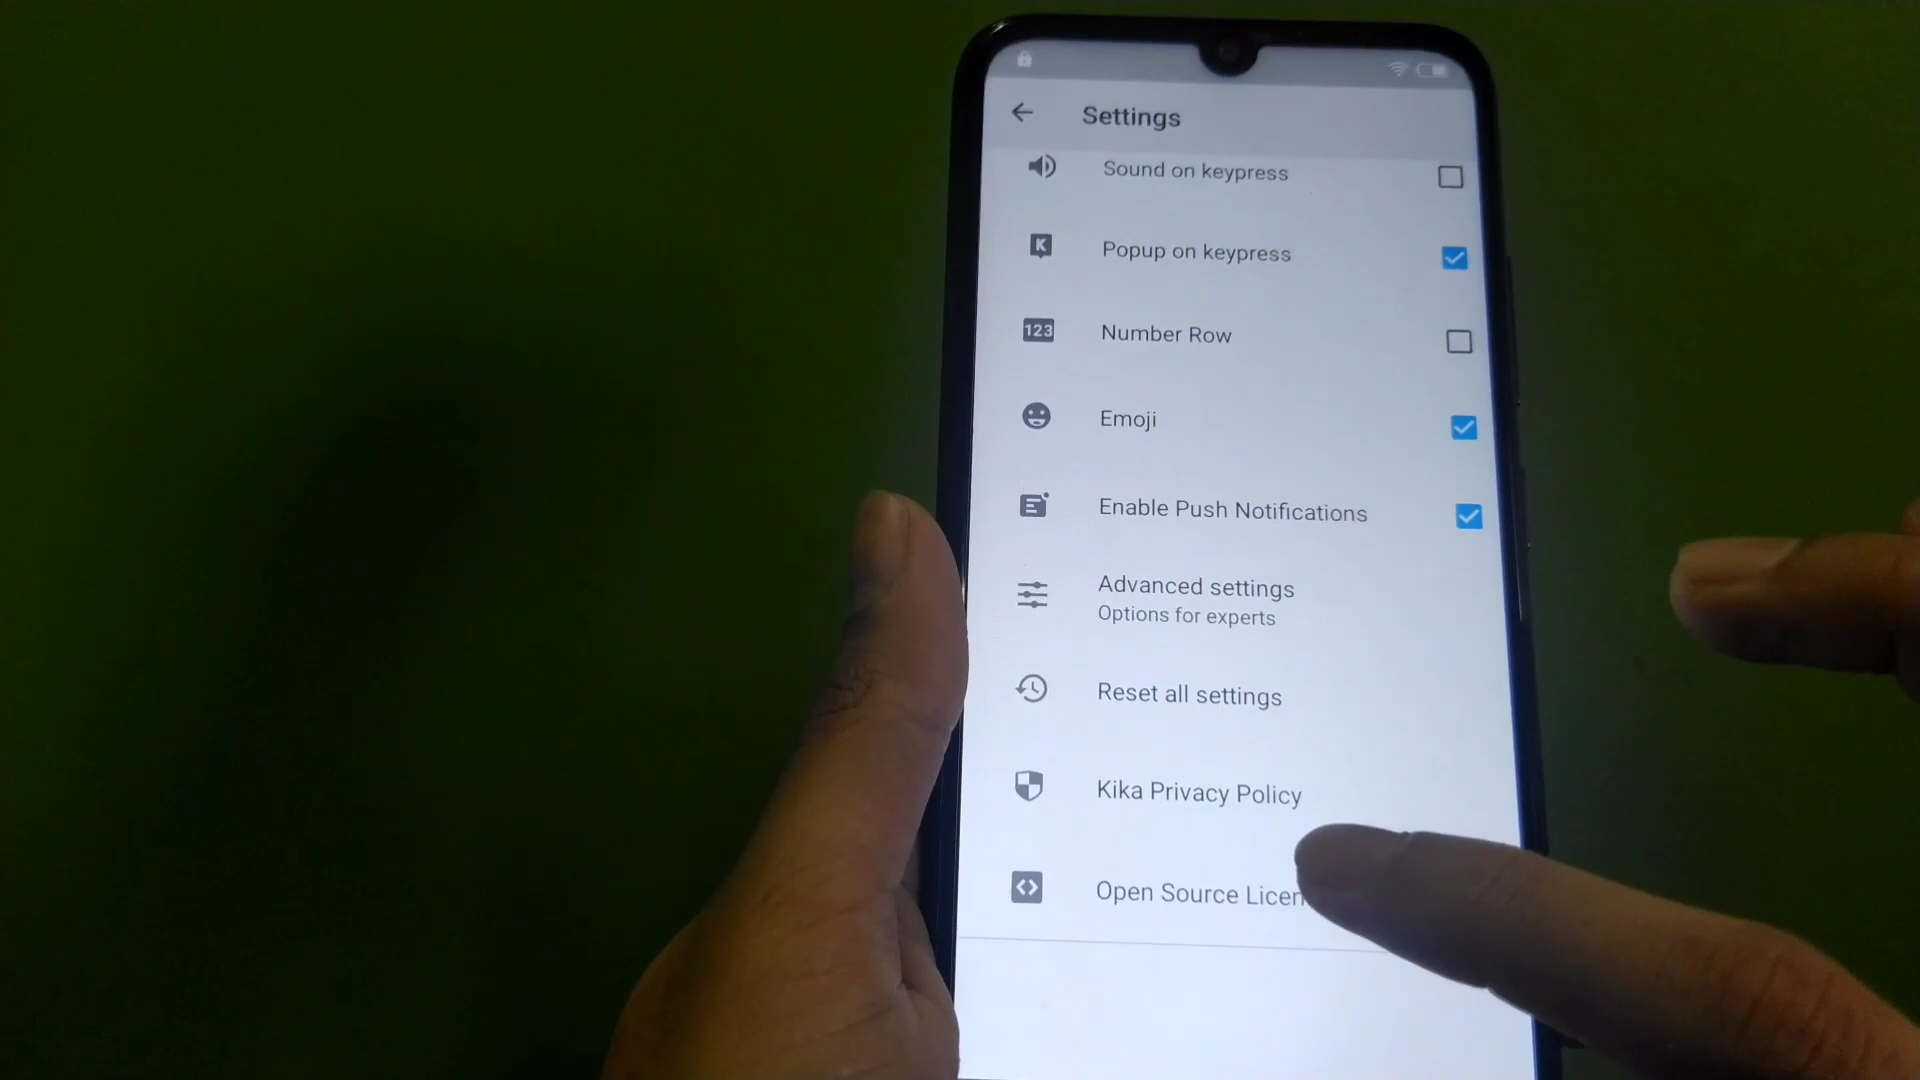 Settings
Sound on keypress
K
Popup on keypress
123
Number Row
Emoji
Enable Push Notifications
Advanced settings
Options for experts
Reset all settings
Kika Privacy Policy
Open Source